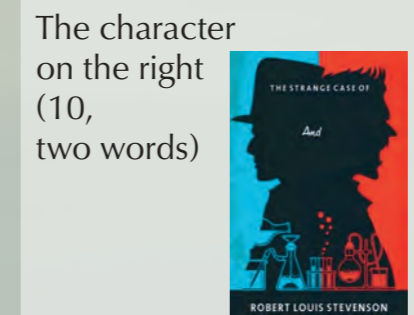 The character
on the right
(10,
two words)
THE STRANGE CASE OF
And
ROBERT LOUIS STEVENSON